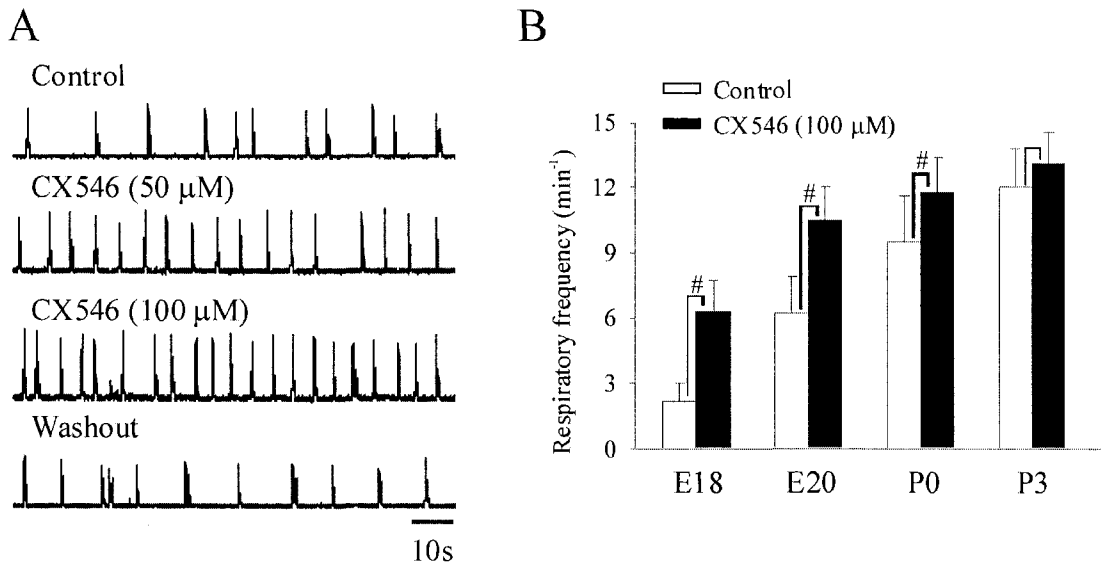 A
Control
CX546 (50 µM)
CX546 (100 µM)
Washout
10s
B
Control
CX546 (100 µM)
Respiratory frequency (min⁻¹)
15
12
9
6
3
0
#
#
#
E18
E20
P0
P3